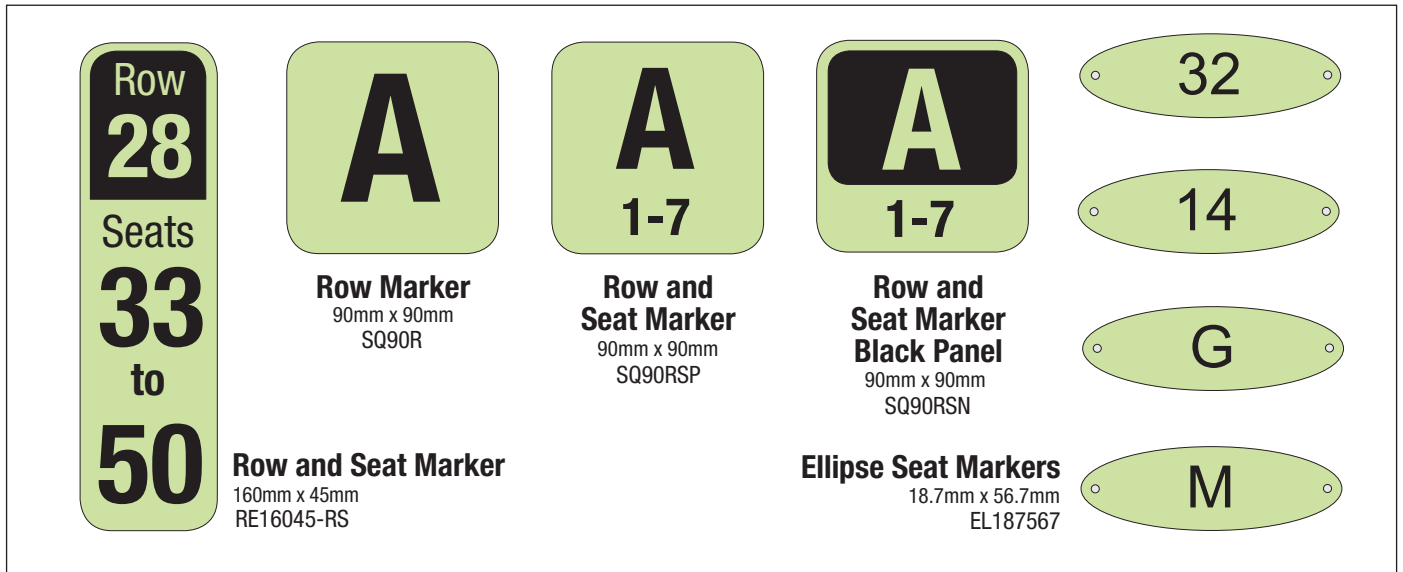 Row
28
Seats
33
to
50
Row and Seat Marker
160mm x 45mm
RE16045-RS
A
Row Marker
90mm x 90mm
SQ90R
A
1-7
Row and
Seat Marker
90mm x 90mm
SQ90RSP
A
1-7
Row and
Seat Marker
Black Panel
90mm x 90mm
SQ90RSN
Ellipse Seat Markers
18.7mm x 56.7mm
EL187567
32
14
G
M